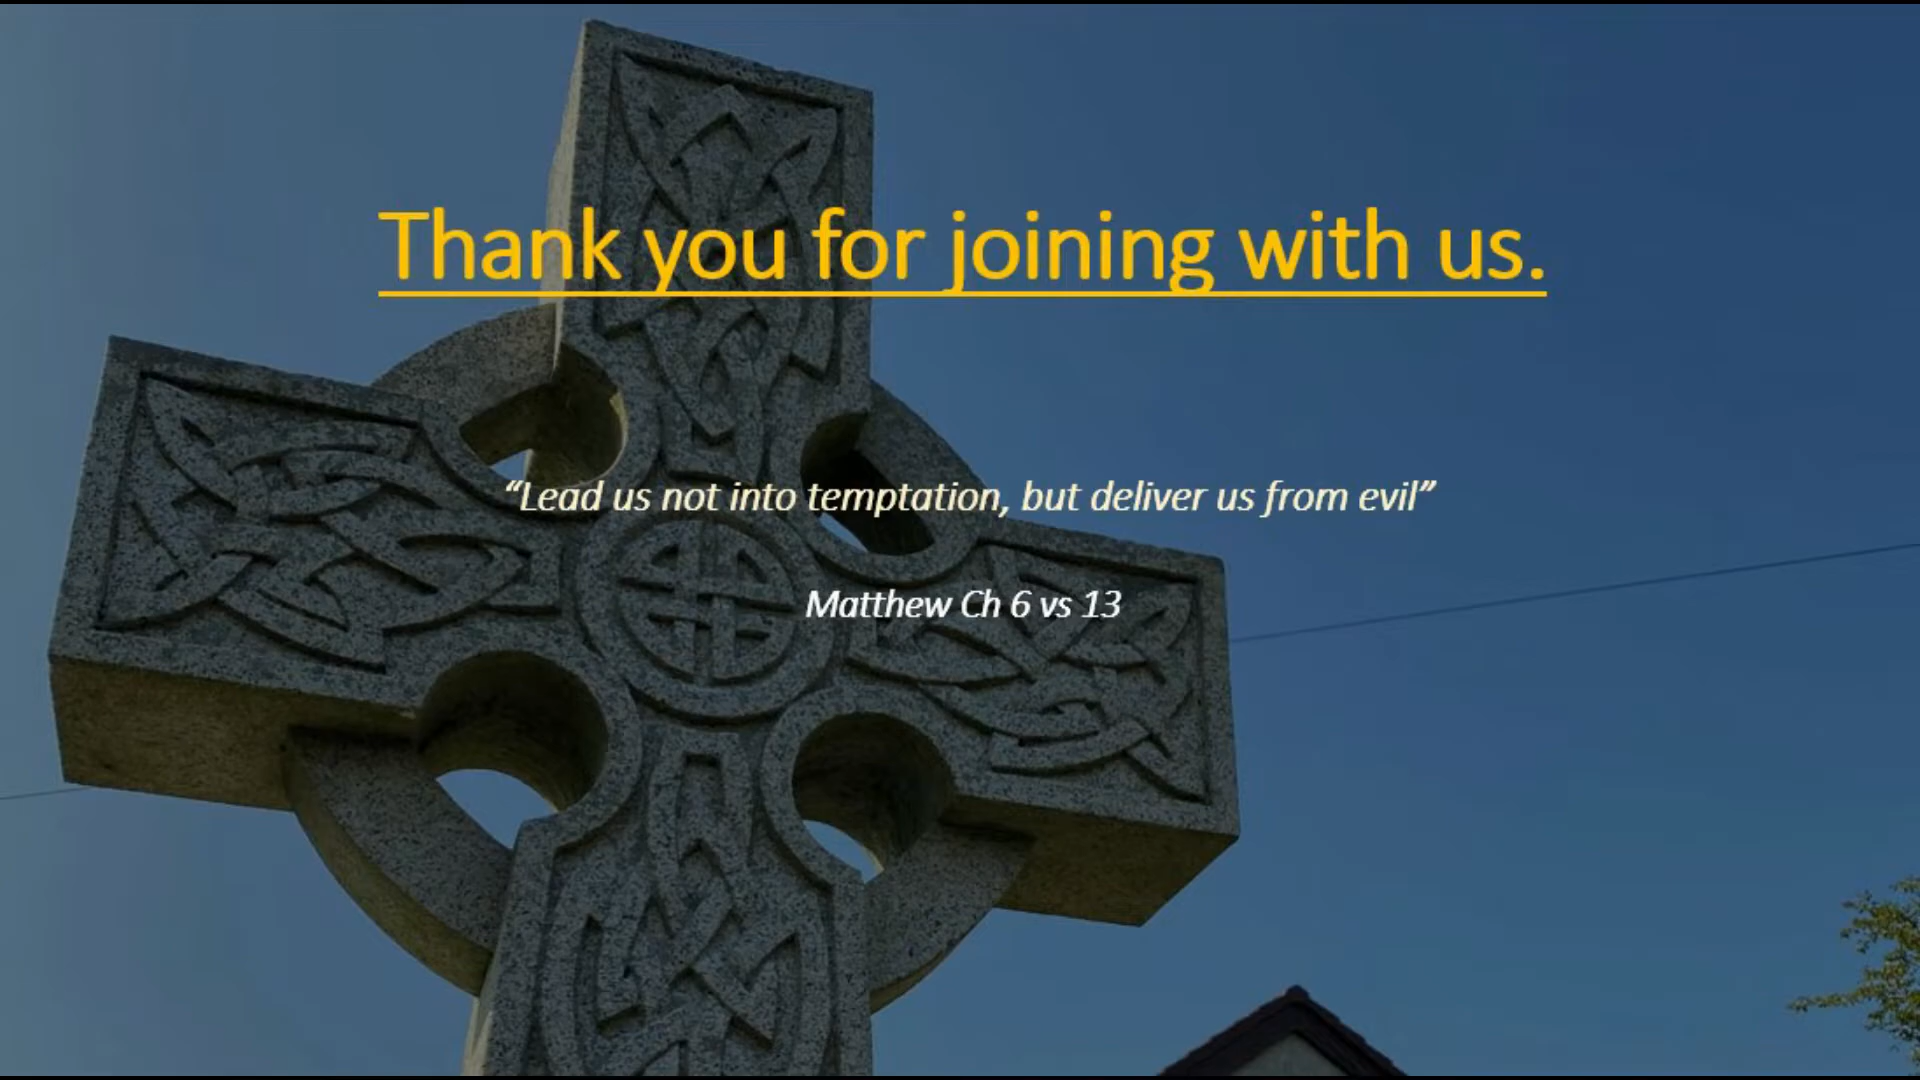 Thank you for joining with us.
“Lead us not into temptation, but deliver us from evil”
Matthew Ch 6 vs 13